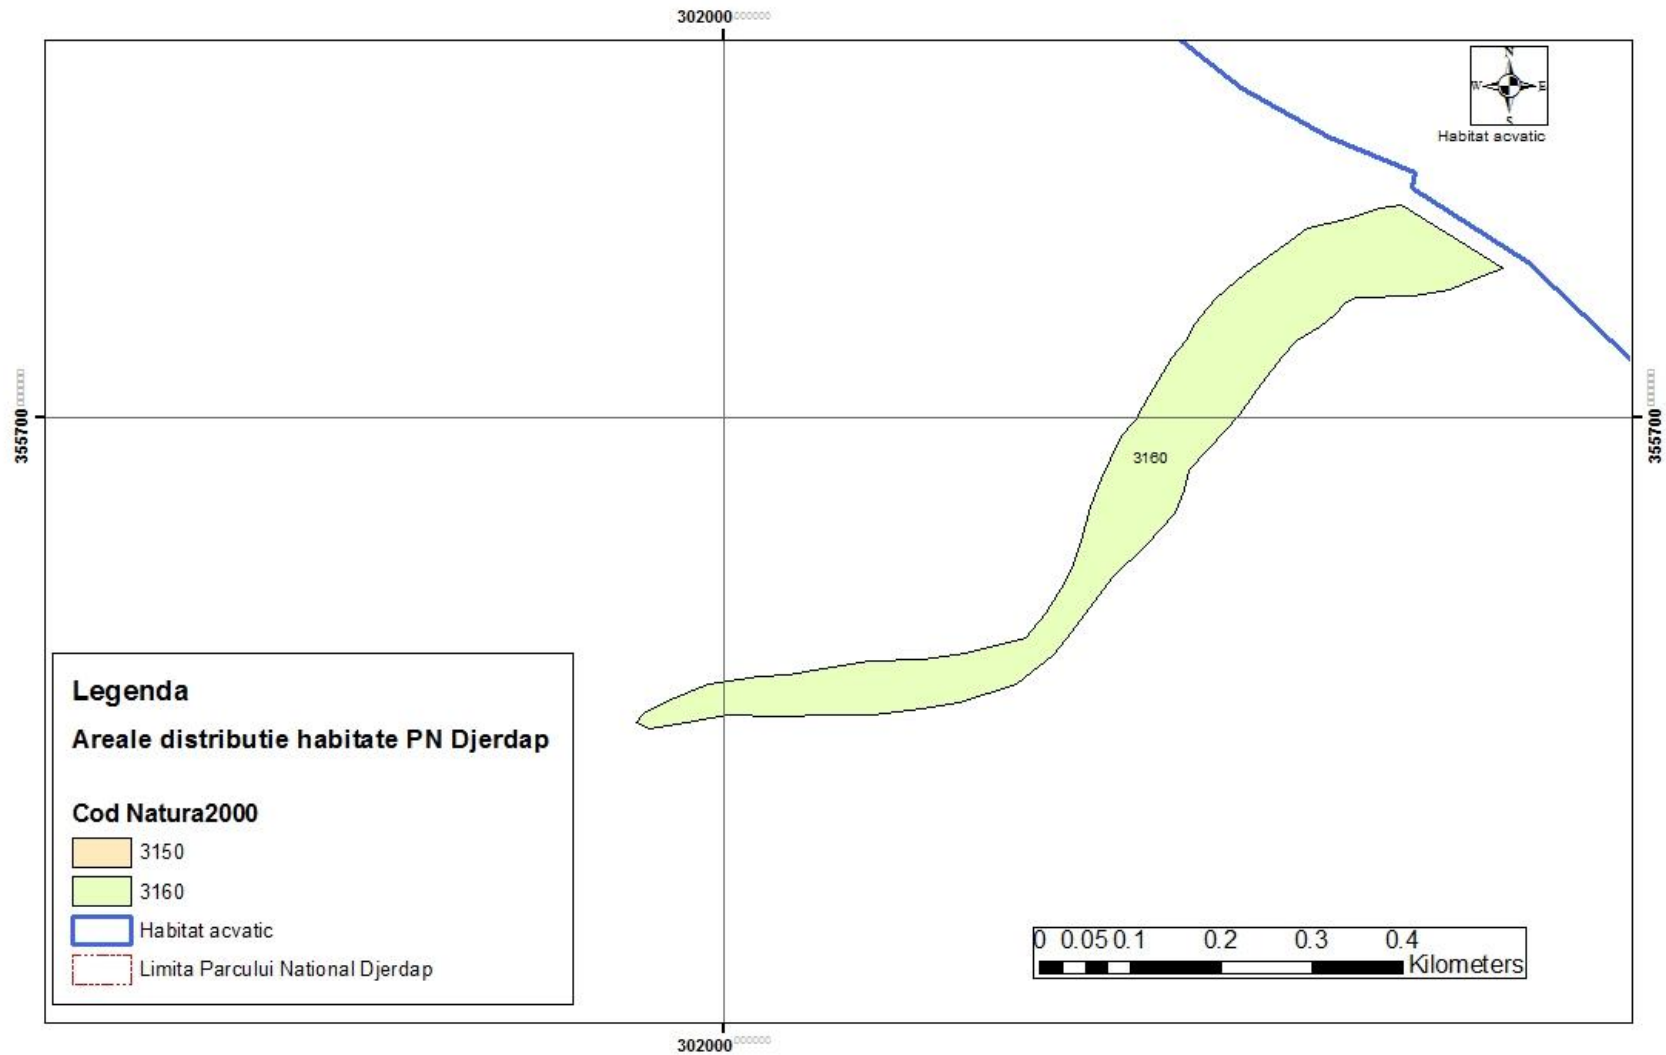 302000
N
W E
S
Habitat acvatic
355700
355700
3160
Legenda
Areale distributie habitate PN Djerdap
Cod Natura2000
3150
3160
Habitat acvatic
Limita Parcului National Djerdap
0 0.05 0.1 0.2 0.3 0.4
Kilometers
302000